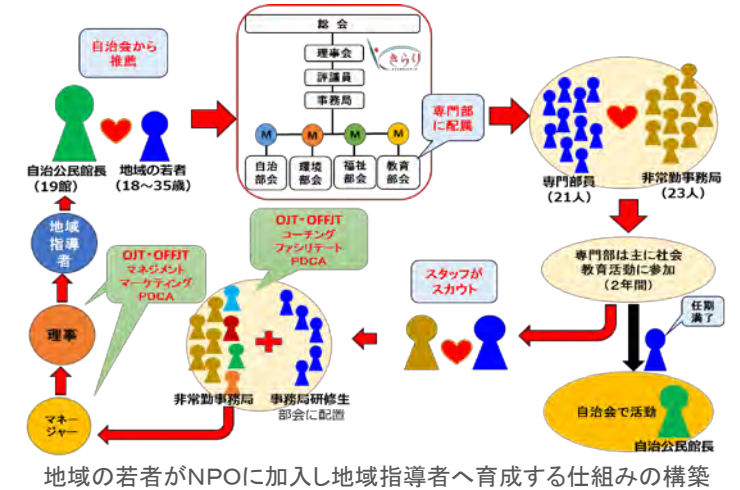 自治会から
推薦
自治公民館長
（19館）
地域の若者
（18～35歳）
総 会
理事会
きらり
評議員
事務局
M
M
M
M
自治
部会
環境
部会
福祉
部会
教育
部会
専門部
に配属
専門部員
（21人）
非常勤事務局
（23人）
専門部は主に社会
教育活動に参加
（2年間）
任期
満了
自治会で活動
自治公民館長
スタッフが
スカウト
OJT・OFFJT
コーチング
ファシリテート
PDCA
非常勤事務局
事務局研修生
部会に配置
マネー
ジャー
理事
OJT・OFFJT
マネジメント
マーケティング
PDCA
地域
指導
者
地域の若者がNPOに加入し地域指導者へ育成する仕組みの構築